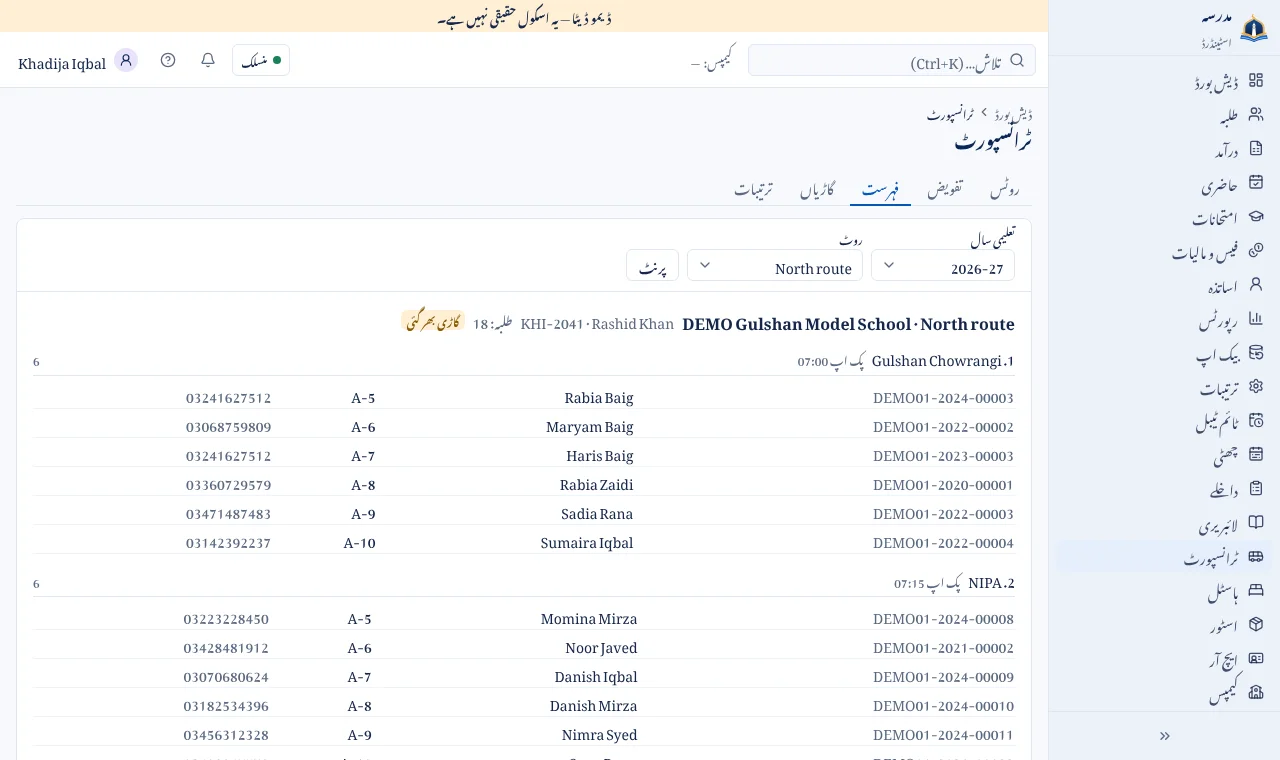 ڈیمو ڈیٹا — یہ اسکول حقیقی نہیں ہے۔
مدرسہ
اسٹینڈرڈ
ڈیش بورڈ
طلبہ
درآمد
حاضری
امتحانات
فیس و مالیات
اساتذہ
رپورٹس
بیک اپ
ترتیبات
ٹائم ٹیبل
چھٹی
داخلے
لائبریری
ٹرانسپورٹ
ہاسٹل
اسٹور
ایچ آر
کیمپس
تلاش... (Ctrl+K)
کیمپس: —
منسلک
Khadija Iqbal
ڈیش بورڈ › ٹرانسپورٹ
ٹرانسپورٹ
روٹس تفویض فہرست گاڑیاں ترتیبات
تعلیمی سال روٹ
2026-27 North route پرنٹ
DEMO Gulshan Model School · North route KHI-2041 · Rashid Khan طلبہ: 18 گاڑی بھر گئی
1. Gulshan Chowrangi پک اپ 07:00 6
DEMO01-2024-00003 Rabia Baig A-5 03241627512
DEMO01-2022-00002 Maryam Baig A-6 03068759809
DEMO01-2023-00003 Haris Baig A-7 03241627512
DEMO01-2020-00001 Rabia Zaidi A-8 03360729579
DEMO01-2022-00003 Sadia Rana A-9 03471487483
DEMO01-2022-00004 Sumaira Iqbal A-10 03142392237
2. NIPA پک اپ 07:15 6
DEMO01-2024-00008 Momina Mirza A-5 03223228450
DEMO01-2021-00002 Noor Javed A-6 03428481912
DEMO01-2024-00009 Danish Iqbal A-7 03070680624
DEMO01-2024-00010 Danish Mirza A-8 03182534396
DEMO01-2024-00011 Nimra Syed A-9 03456312328